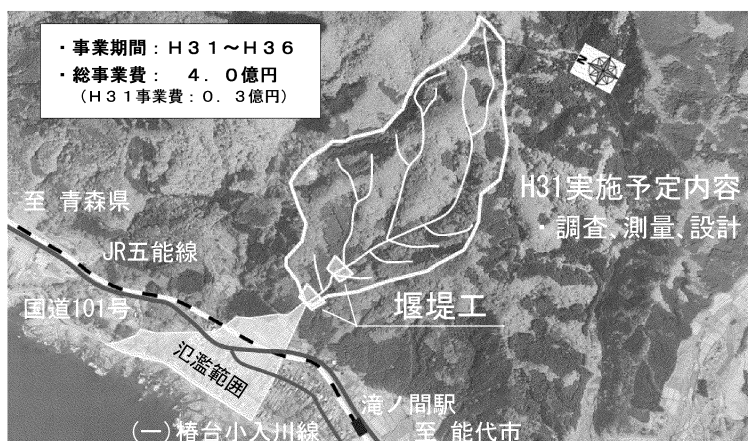 ・事業期間：Ｈ３１～Ｈ３６
・総事業費：　４．０億円
（Ｈ３１事業費：０．３億円）
N
H31実施予定内容
・調査、測量、設計
至 青森県
JR五能線
国道101号
堰堤工
氾濫範囲
滝ノ間駅
(一)椿台小入川線
至 能代市